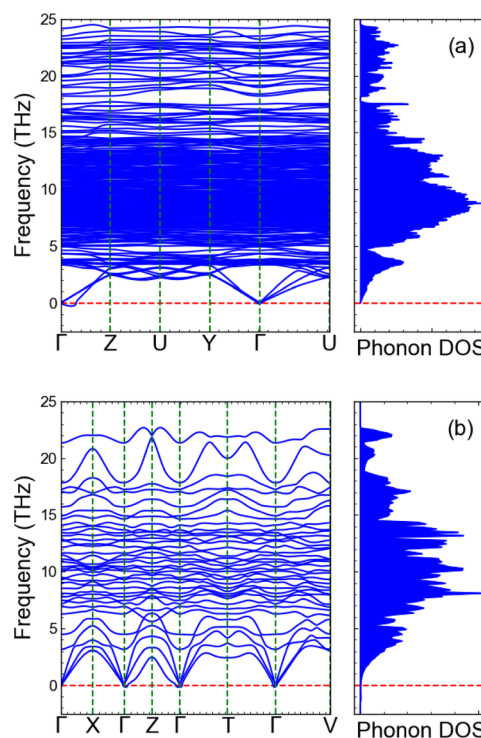 25
20
15
10
5
0
Frequency (THz)
Γ Z U Y Γ U
(a)
Phonon DOS
25
20
15
10
5
0
Frequency (THz)
Γ X Γ Z Γ T Γ V
(b)
Phonon DOS